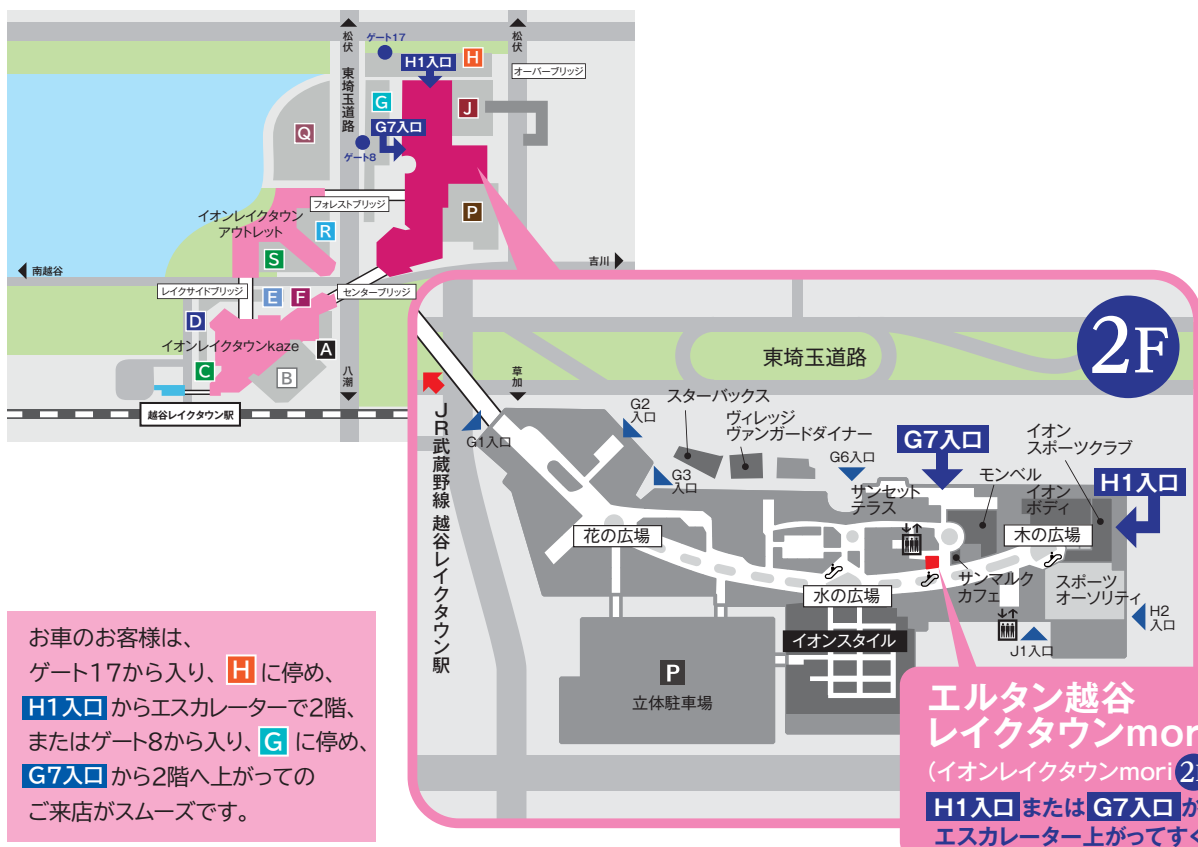 松伏
ゲート17
松伏
H1入口
H
オーバーブリッジ
東埼玉道路
G
J
Q
G7入口
ゲート8
P
フォレストブリッジ
イオンレイクタウン
アウトレット
R
S
南越谷
吉川
レイクサイドブリッジ
E
F
センターブリッジ
D
イオンレイクタウンkaze
A
C
B
八潮
草加
越谷レイクタウン駅
2F
東埼玉道路
JR武蔵野線 越谷レイクタウン駅
G1入口
G2
入口
スターバックス
G3
入口
ヴィレッジ
ヴァンガードダイナー
G6入口
G7入口
イオン
スポーツクラブ
モンベル
H1入口
サンセット
テラス
イオン
ボディ
花の広場
木の広場
水の広場
サンマルク
カフェ
スポーツ
オーソリティ
H2
入口
J1入口
イオンスタイル
P
立体駐車場
お車のお客様は、
ゲート17から入り、 H に停め、
H1入口 からエスカレーターで2階、
またはゲート8から入り、 G に停め、
G7入口 から2階へ上がっての
ご来店がスムーズです。
エルタン越谷
レイクタウンmor
(イオンレイクタウンmori 2
H1入口 または G7入口 か
エスカレーター上がってすぐ